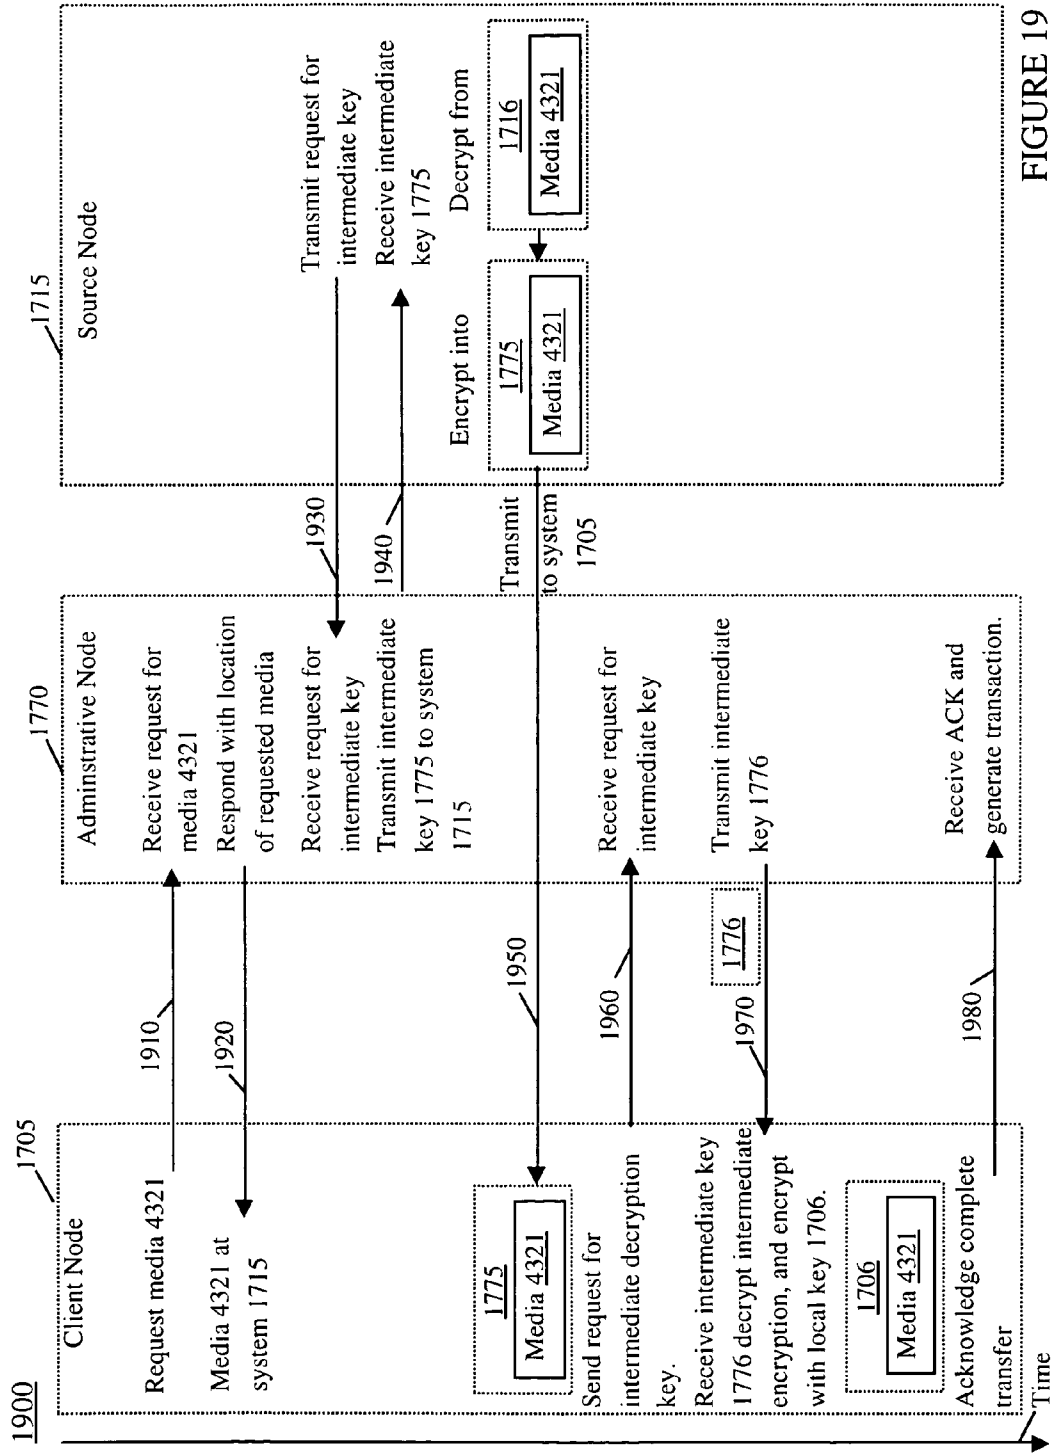 1900
1705
Client Node
Request media 4321
Media 4321 at
system 1715
1775
Media 4321
Send request for
intermediate decryption
key.
Receive intermediate key
1776 decrypt intermediate
encryption, and encrypt
with local key 1706.
1706
Media 4321
Acknowledge complete
transfer
Time
1910
1920
1950
1960
1776
1970
1980
1770
Adminstrative Node
Receive request for
media 4321
Respond with location
of requested media
Receive request for
intermediate key
Transmit intermediate
key 1775 to system
1715
Receive request for
intermediate key
Transmit intermediate
key 1776
Receive ACK and
generate transaction.
1930
1940
Transmit
to system
1705
1715
Source Node
Transmit request for
intermediate key
Receive intermediate
key 1775
Encrypt into
1775
Media 4321
Decrypt from
1716
Media 4321
FIGURE 19